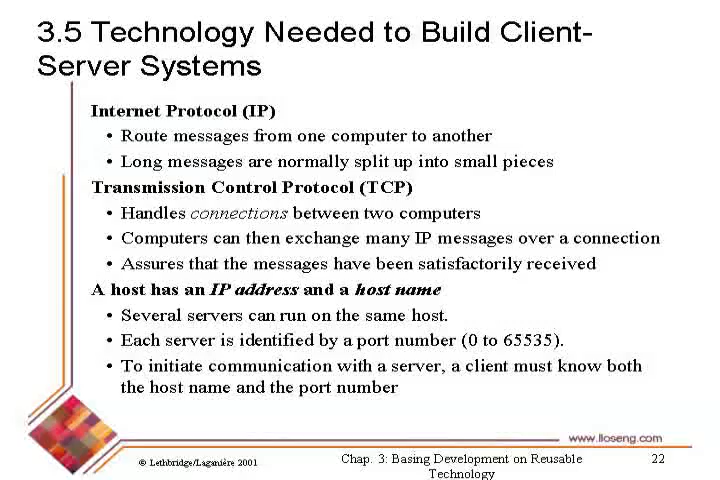 3.5 Technology Needed to Build Client-
Server Systems
Internet Protocol (IP)
• Route messages from one computer to another
• Long messages are normally split up into small pieces
Transmission Control Protocol (TCP)
• Handles connections between two computers
• Computers can then exchange many IP messages over a connection
• Assures that the messages have been satisfactorily received
A host has an IP address and a host name
• Several servers can run on the same host.
• Each server is identified by a port number (0 to 65535).
• To initiate communication with a server, a client must know both
the host name and the port number
www.lloseng.com
© Lethbridge/Laganière 2001
Chap. 3: Basing Development on Reusable
Technology
22